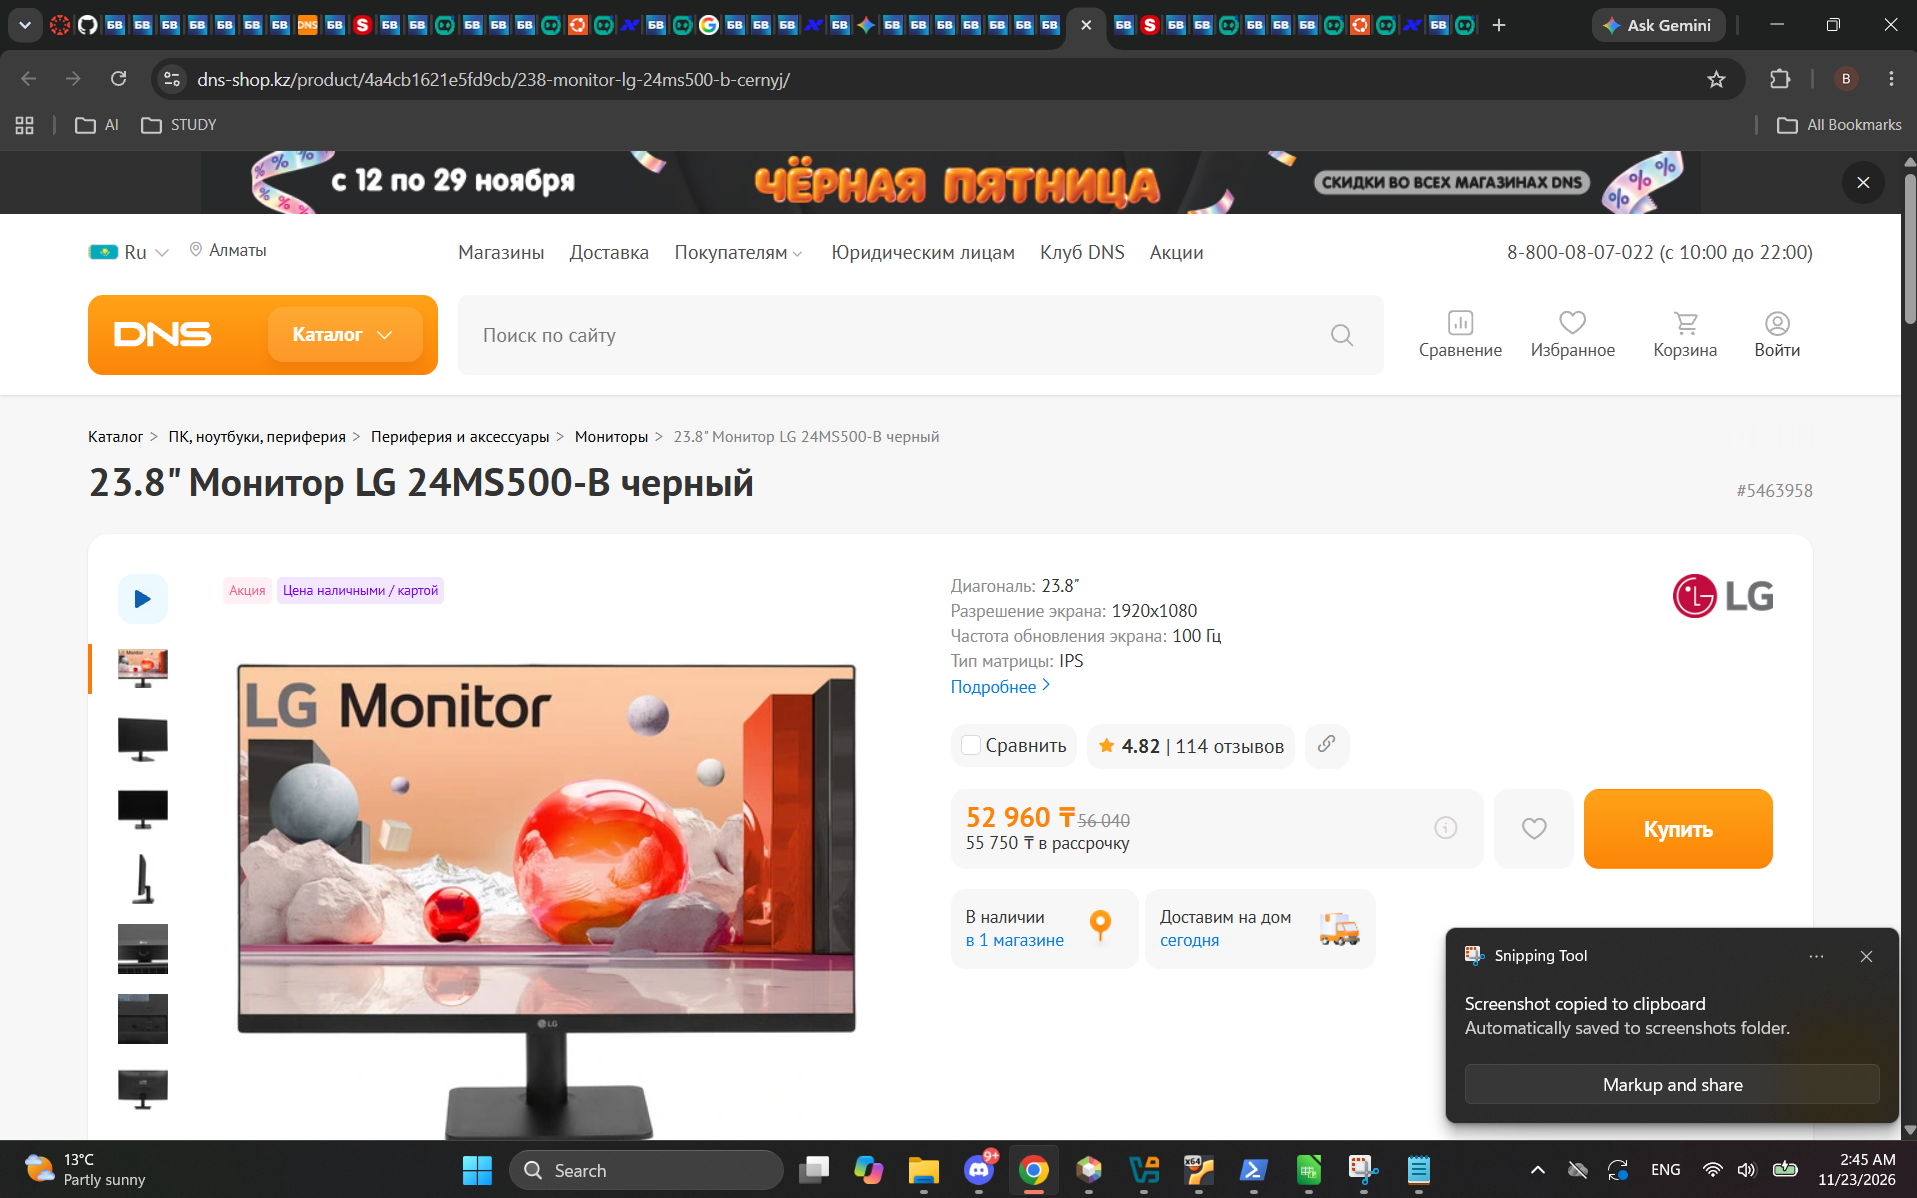 Ask Gemini
dns-shop.kz/product/4a4cb1621e5fd9cb/238-monitor-lg-24ms500-b-cernyj/
B
AI
STUDY
All Bookmarks
с 12 по 29 ноября
ЧЁРНАЯ ПЯТНИЦА
СКИДКИ ВО ВСЕХ МАГАЗИНАХ DNS
Ru
Алматы
Магазины
Доставка
Покупателям
Юридическим лицам
Клуб DNS
Акции
8-800-08-07-022 (с 10:00 до 22:00)
DNS
Каталог
Поиск по сайту
Сравнение
Избранное
Корзина
Войти
Каталог > ПК, ноутбуки, периферия > Периферия и аксессуары > Мониторы > 23.8" Монитор LG 24MS500-B черный
23.8" Монитор LG 24MS500-B черный
#5463958
Акция
Цена наличными / картой
LG Monitor
LG
Диагональ: 23.8"
Разрешение экрана: 1920x1080
Частота обновления экрана: 100 Гц
Тип матрицы: IPS
Подробнее
LG
Сравнить
4.82 | 114 отзывов
52 960 ₸ 56 040
55 750 ₸ в рассрочку
Купить
В наличии
в 1 магазине
Доставим на дом
сегодня
Snipping Tool
Screenshot copied to clipboard
Automatically saved to screenshots folder.
Markup and share
13°C
Partly sunny
Search
9+
x64
ENG
2:45 AM
11/23/2026